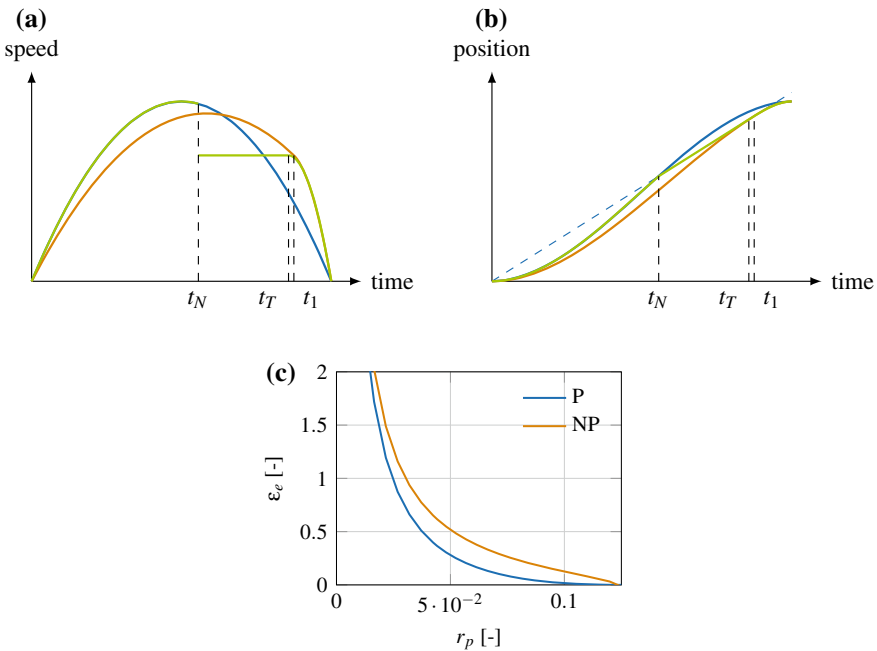 (a)
speed
time
t_N
t_T
t_1
(b)
position
time
t_N
t_T
t_1
(c)
2
1.5
1
0.5
0
ε_e [-]
P
NP
0
5 · 10⁻²
0.1
r_p [-]